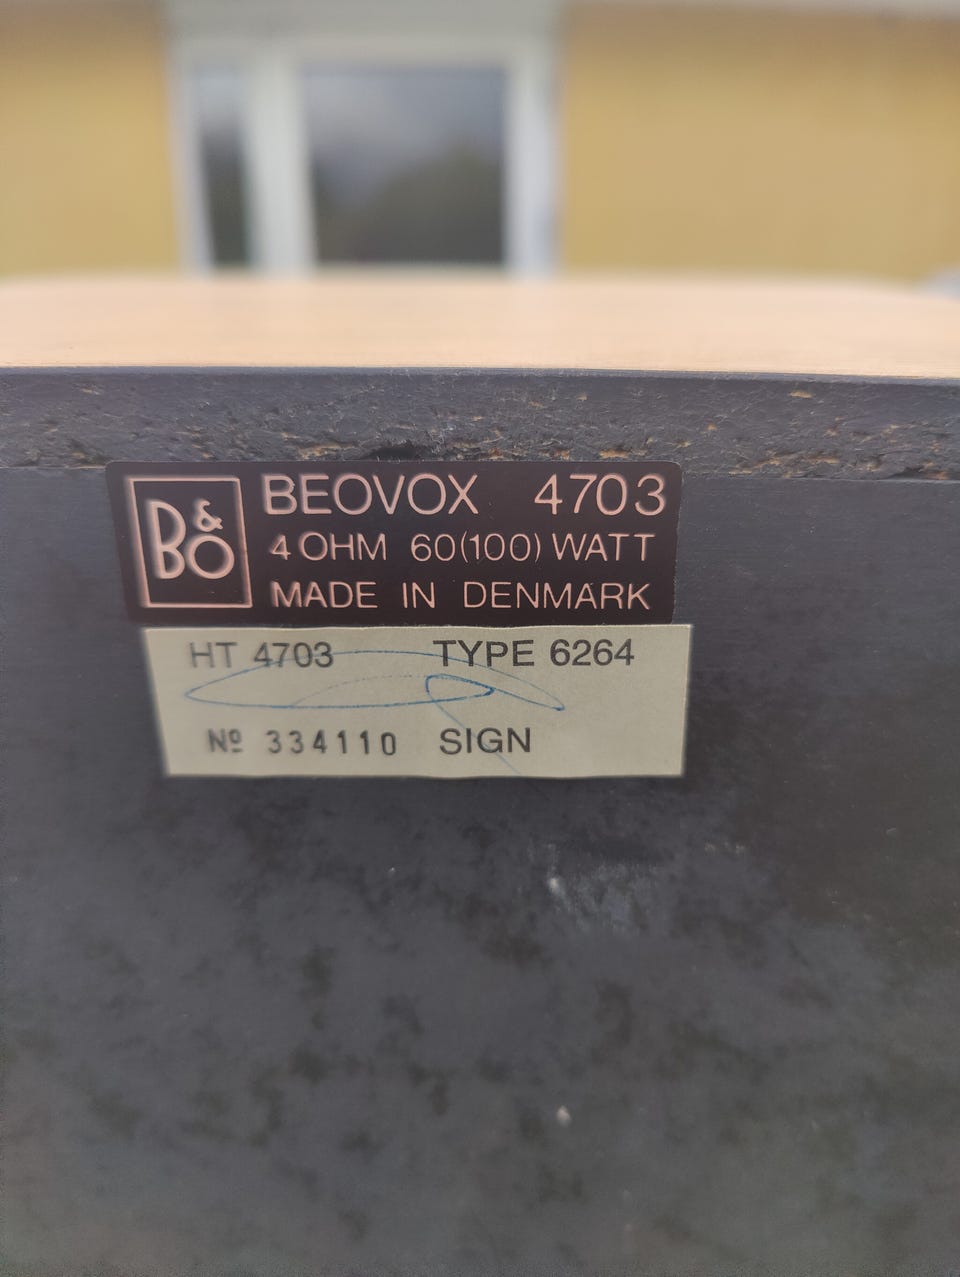 B&O
BEOVOX 4703
4 OHM 60(100) WATT
MADE IN DENMARK
HT 4703 TYPE 6264
Nº 334110 SIGN